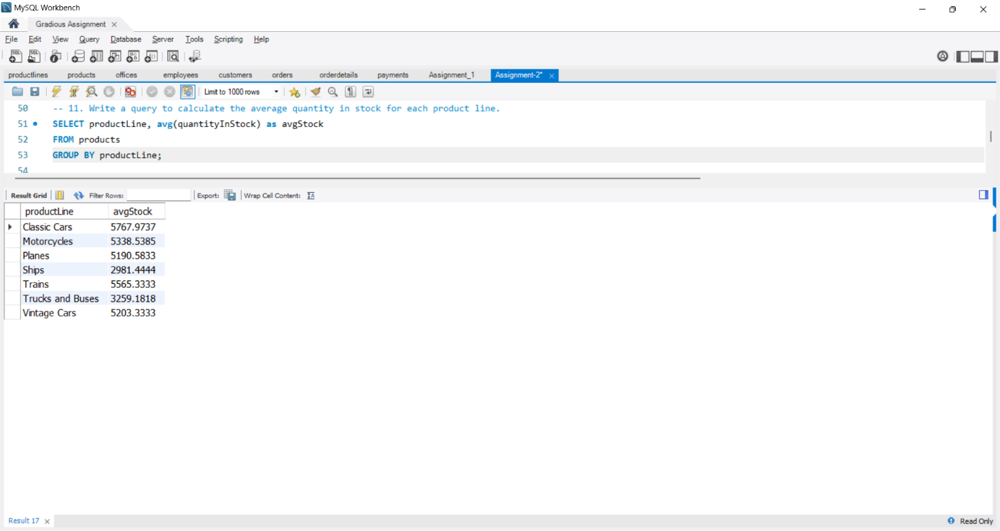 MySQL Workbench
Gradious Assignment
File Edit View Query Database Server Tools Scripting Help
productlines products offices employees customers orders orderdetails payments Assignment_1 Assignment-2*
Limit to 1000 rows
50 -- 11. Write a query to calculate the average quantity in stock for each product line.
51 SELECT productLine, avg(quantityInStock) as avgStock
52 FROM products
53 GROUP BY productLine;
54
Result Grid Filter Rows: Export: Wrap Cell Content:
productLine avgStock
Classic Cars 5767.9737
Motorcycles 5338.5385
Planes 5190.5833
Ships 2981.4444
Trains 5565.3333
Trucks and Buses 3259.1818
Vintage Cars 5203.3333
Result 17 Read Only